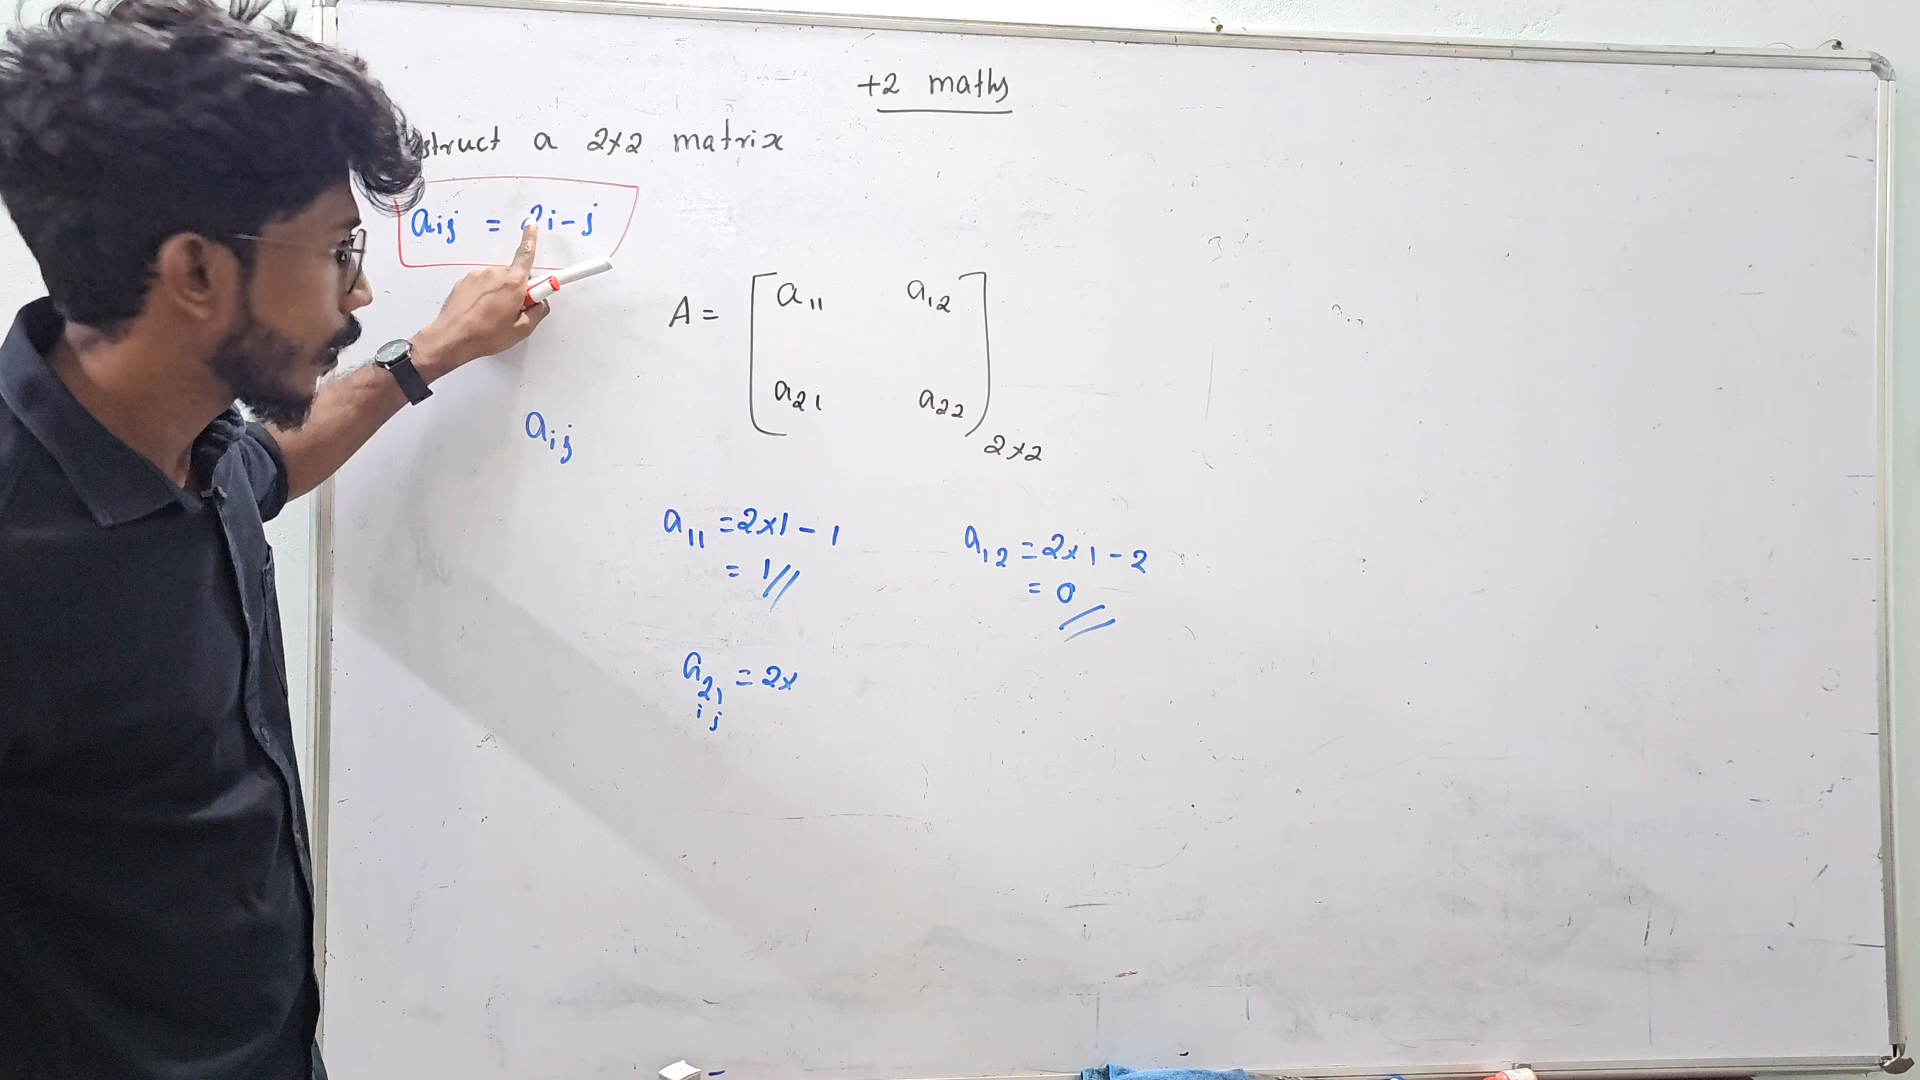 +2 maths
struct a 2x2 matrix
aij = 2i-j
A = [a11 a12
a21 a22] 2x2
aij
a11 = 2x1 - 1
= 1//
a12 = 2x1 - 2
= 0//
a21 = 2x
i j